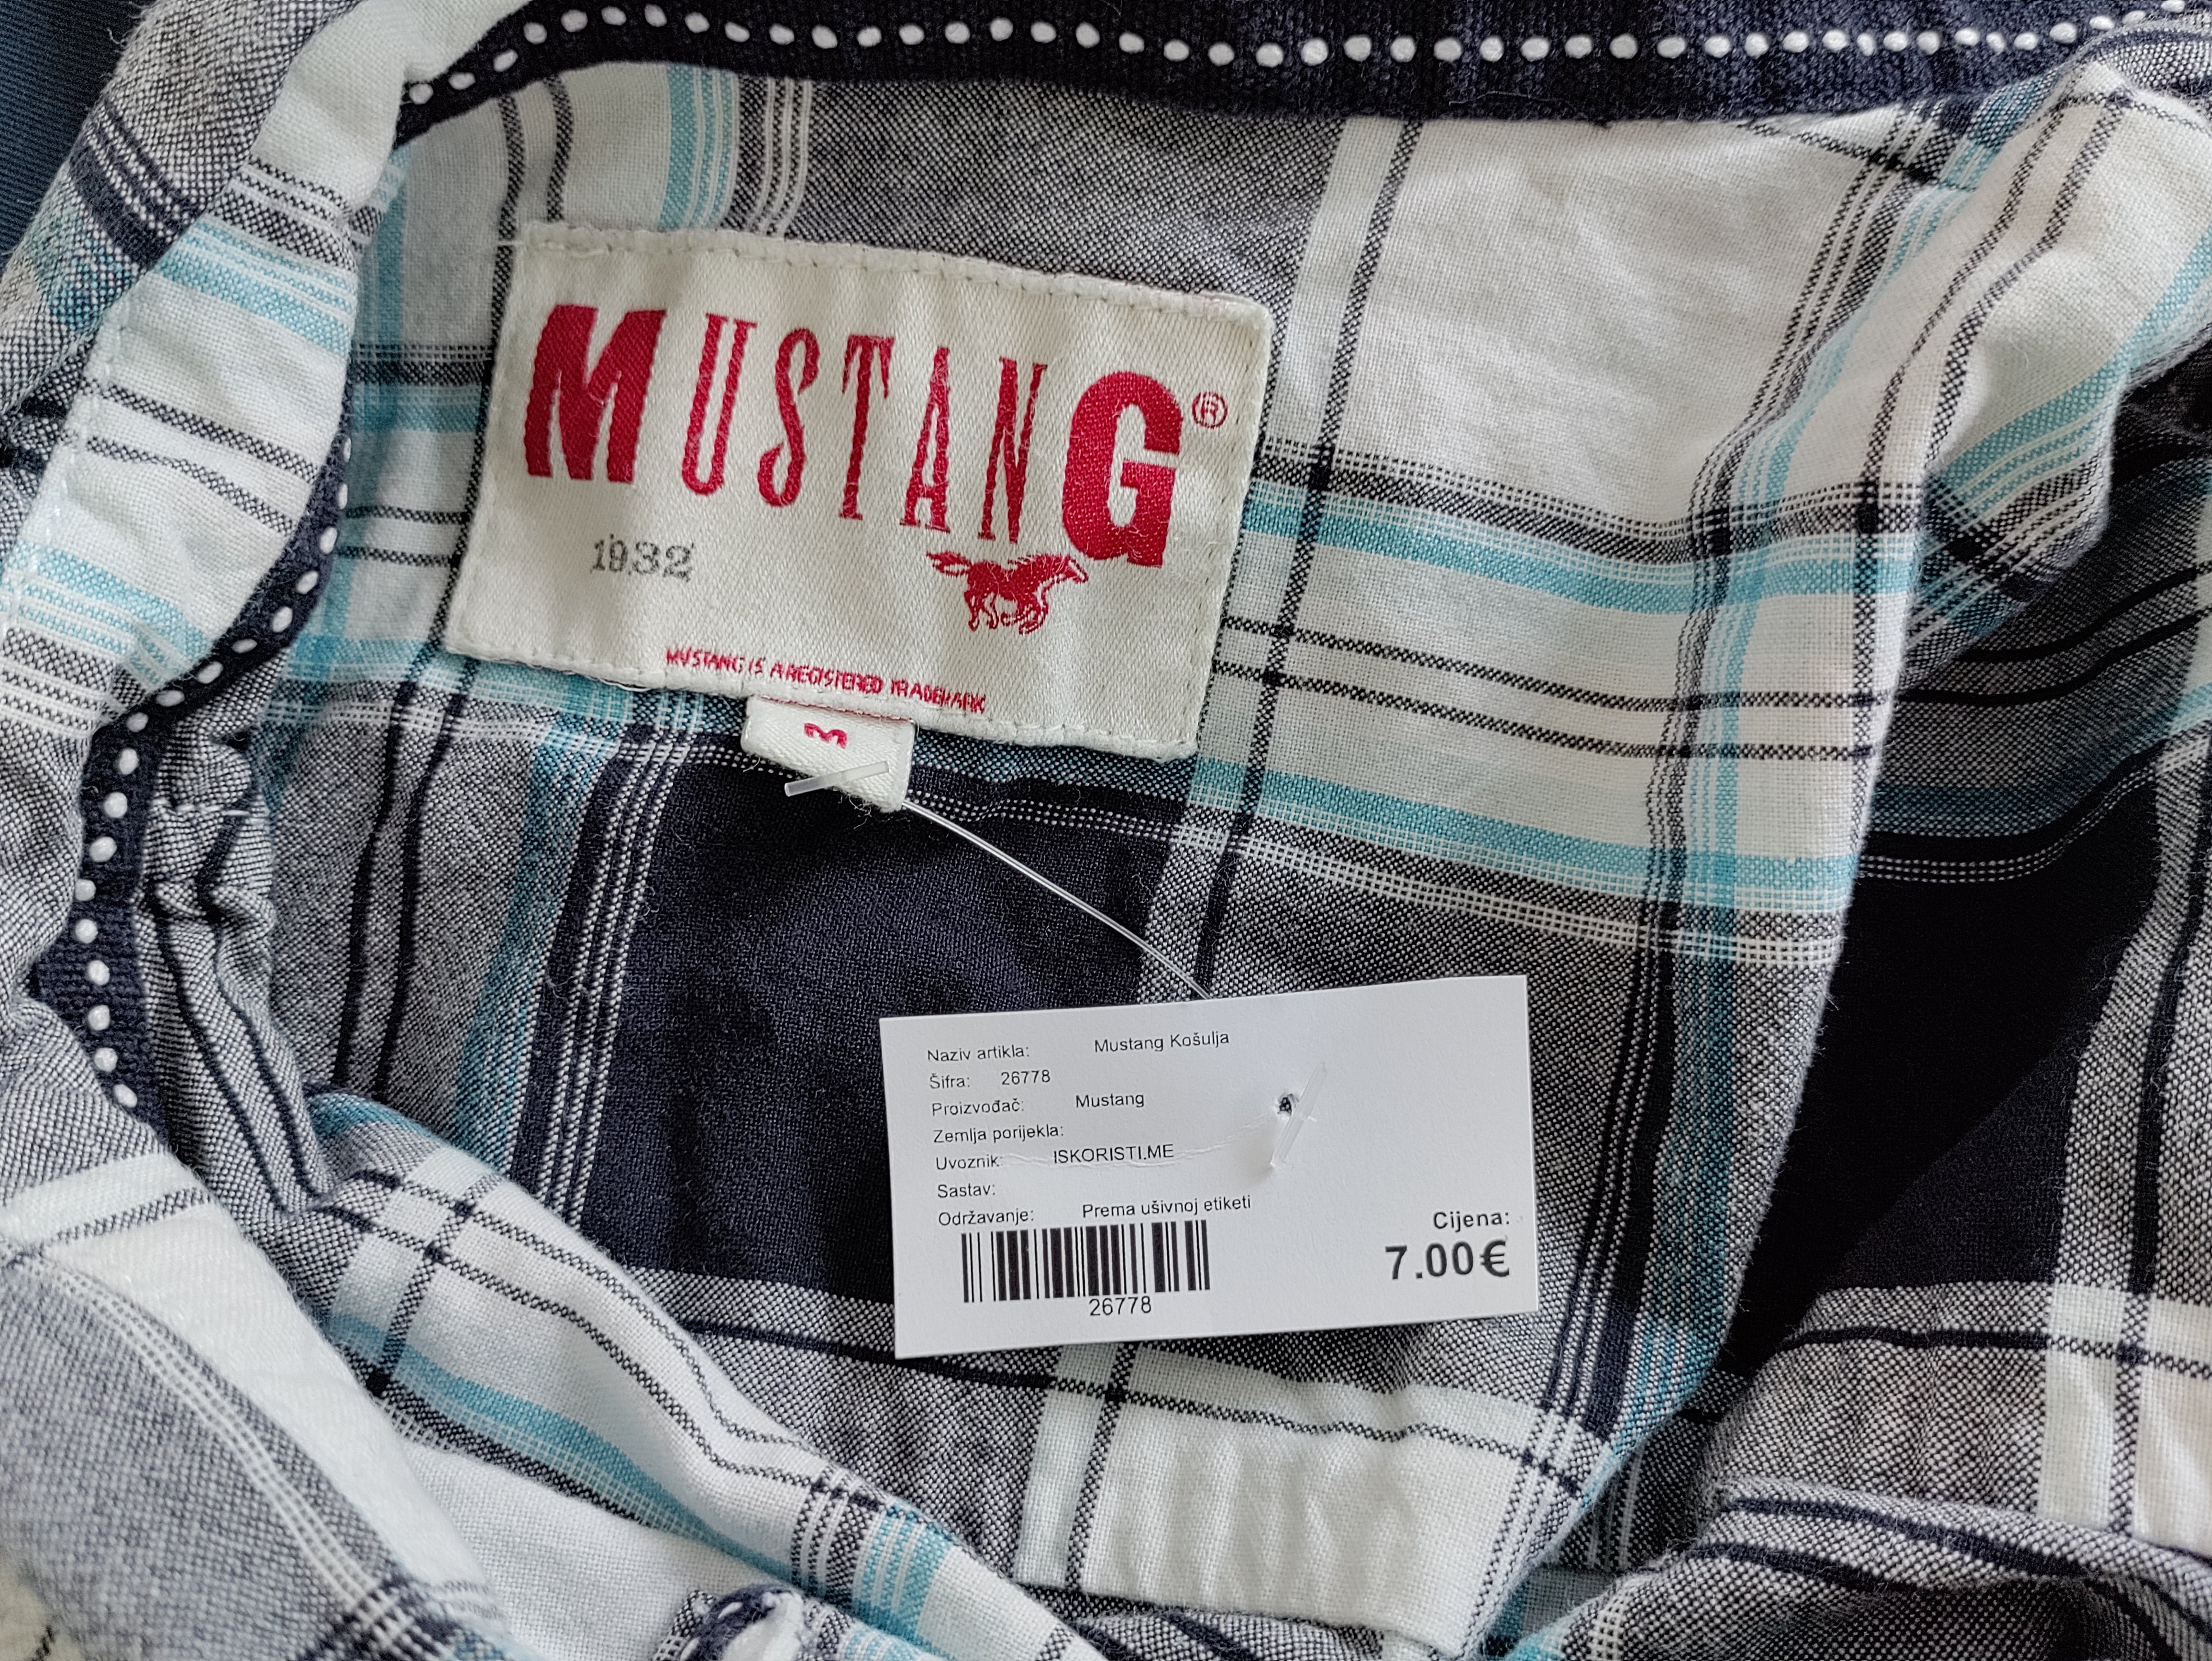 MUSTANG®
1932
MUSTANG IS A REGISTERED TRADEMARK
M
Naziv artikla: Mustang Košulja
Šifra: 26778
Proizvođač: Mustang
Zemlja porijekla:
Uvoznik: ISKORISTI.ME
Sastav:
Održavanje: Prema ušivnoj etiketi
Cijena:
7.00€
26778